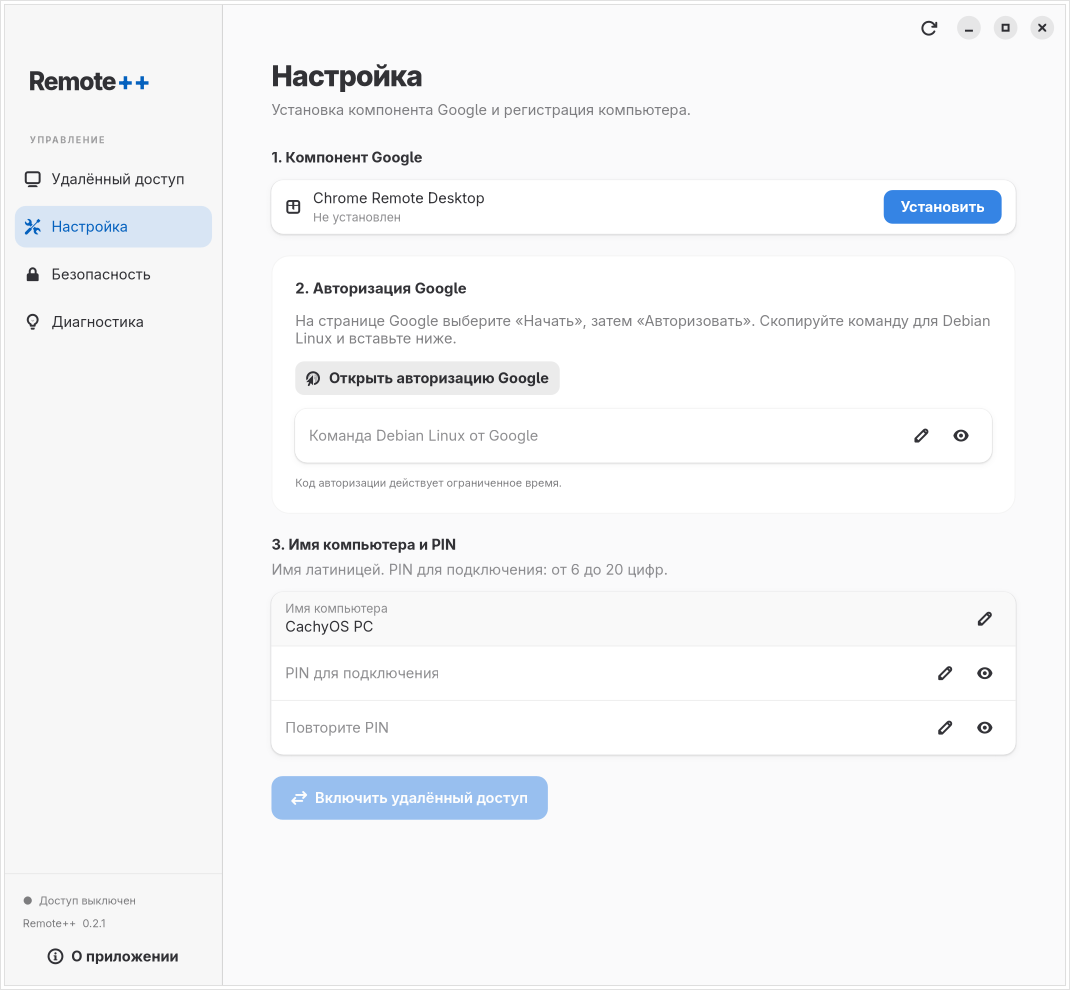 Remote++
УПРАВЛЕНИЕ
Удалённый доступ
Настройка
Безопасность
Диагностика
Доступ выключен
Remote++ 0.2.1
О приложении
Настройка
Установка компонента Google и регистрация компьютера.
1. Компонент Google
Chrome Remote Desktop
Не установлен
Установить
2. Авторизация Google
На странице Google выберите «Начать», затем «Авторизовать». Скопируйте команду для Debian
Linux и вставьте ниже.
Открыть авторизацию Google
Команда Debian Linux от Google
Код авторизации действует ограниченное время.
3. Имя компьютера и PIN
Имя латиницей. PIN для подключения: от 6 до 20 цифр.
Имя компьютера
CachyOS PC
PIN для подключения
Повторите PIN
Включить удалённый доступ